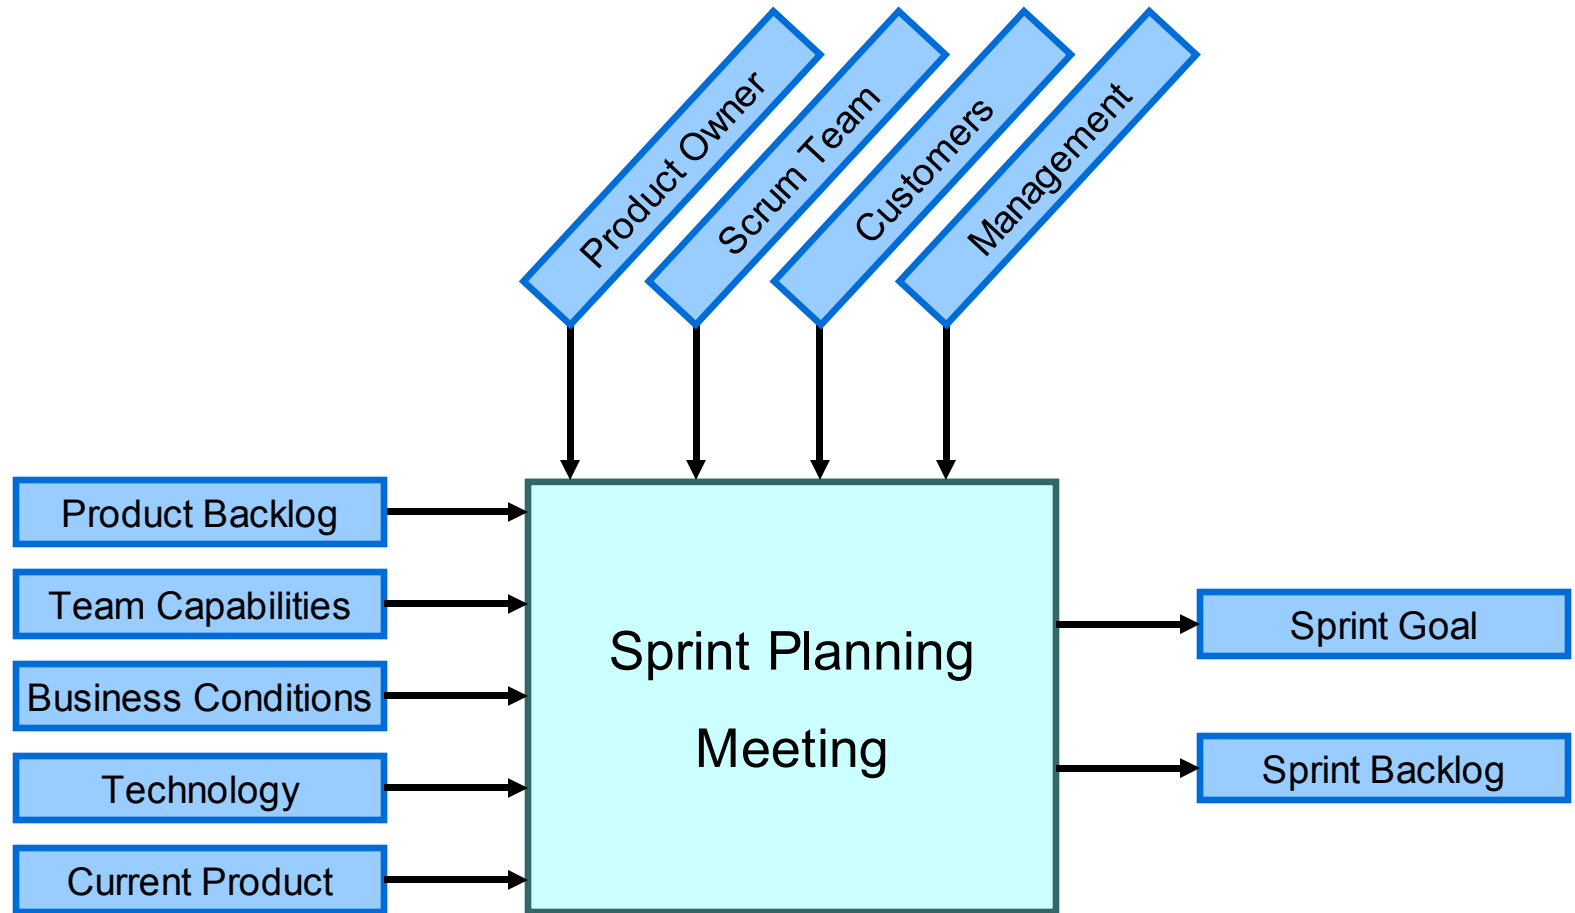 Product Owner
Scrum Team
Customers
Management
Product Backlog
Team Capabilities
Business Conditions
Technology
Current Product
Sprint Planning
Meeting
Sprint Goal
Sprint Backlog